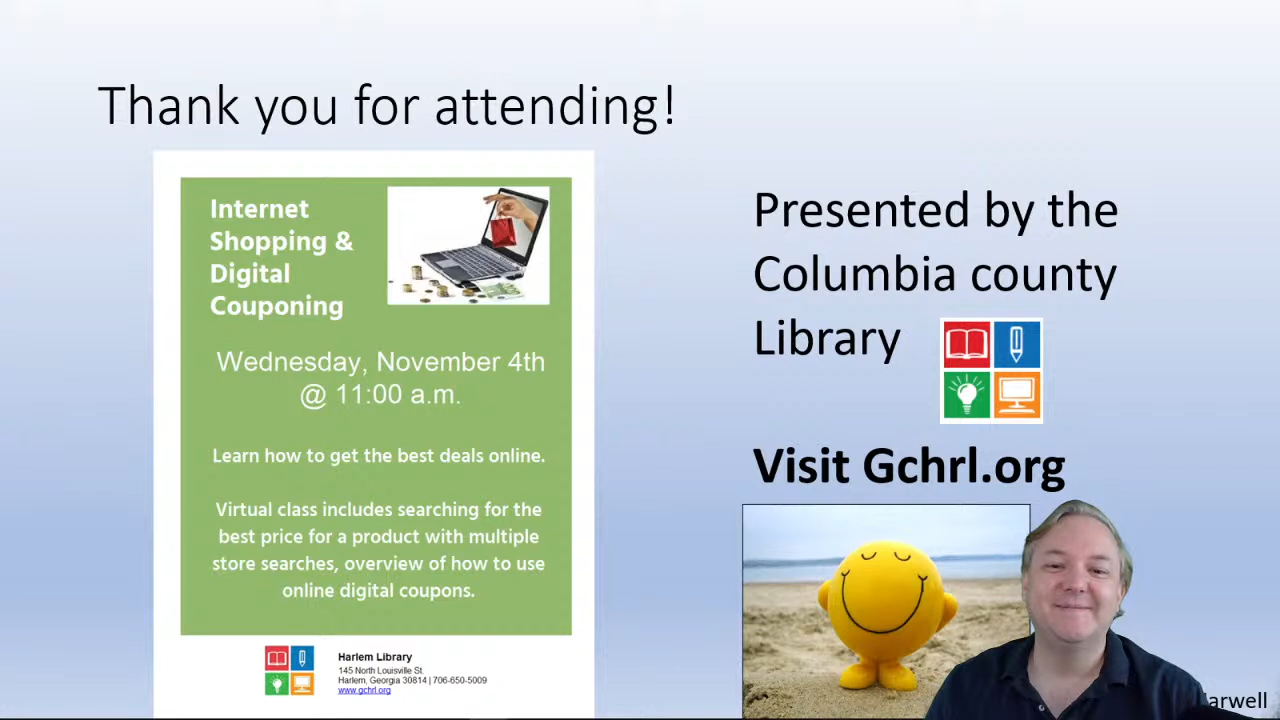 Thank you for attending!
Internet
Shopping &
Digital
Couponing
Wednesday, November 4th
@ 11:00 a.m.
Learn how to get the best deals online.
Virtual class includes searching for the
best price for a product with multiple
store searches, overview of how to use
online digital coupons.
Harlem Library
145 North Louisville St.
Harlem, Georgia 30814 | 706-650-5009
www.gchrl.org
Presented by the
Columbia county
Library
Visit Gchrl.org